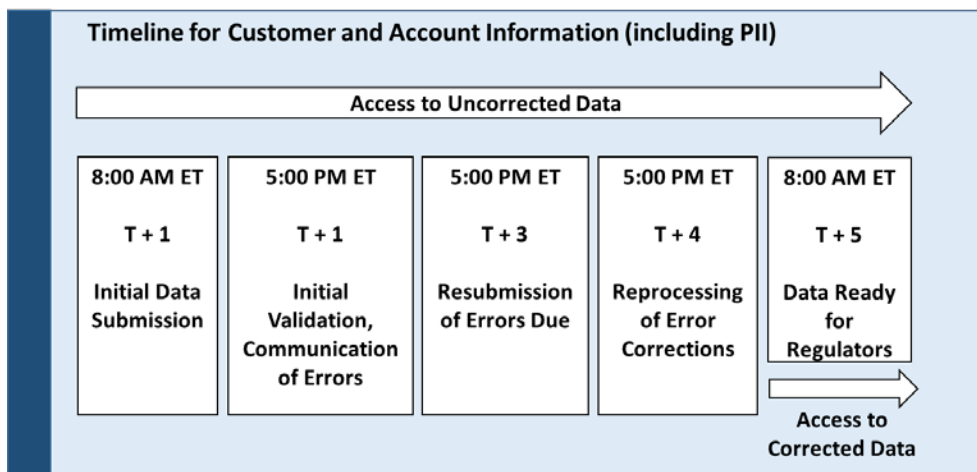 Timeline for Customer and Account Information (including PII)
Access to Uncorrected Data
8:00 AM ET
T + 1
Initial Data
Submission
5:00 PM ET
T + 1
Initial
Validation,
Communication
of Errors
5:00 PM ET
T + 3
Resubmission
of Errors Due
5:00 PM ET
T + 4
Reprocessing
of Error
Corrections
8:00 AM ET
T + 5
Data Ready
for
Regulators
Access to
Corrected Data